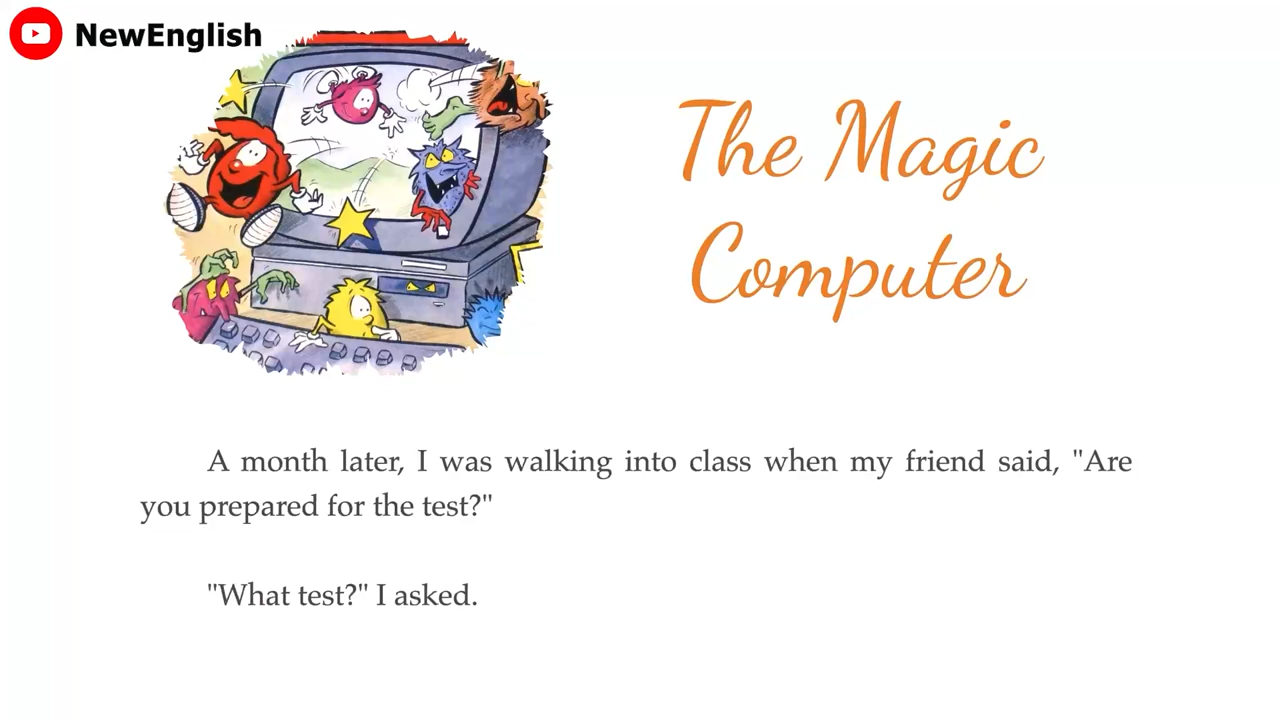 NewEnglish
The Magic
Computer
A month later, I was walking into class when my friend said, "Are
you prepared for the test?"
"What test?" I asked.